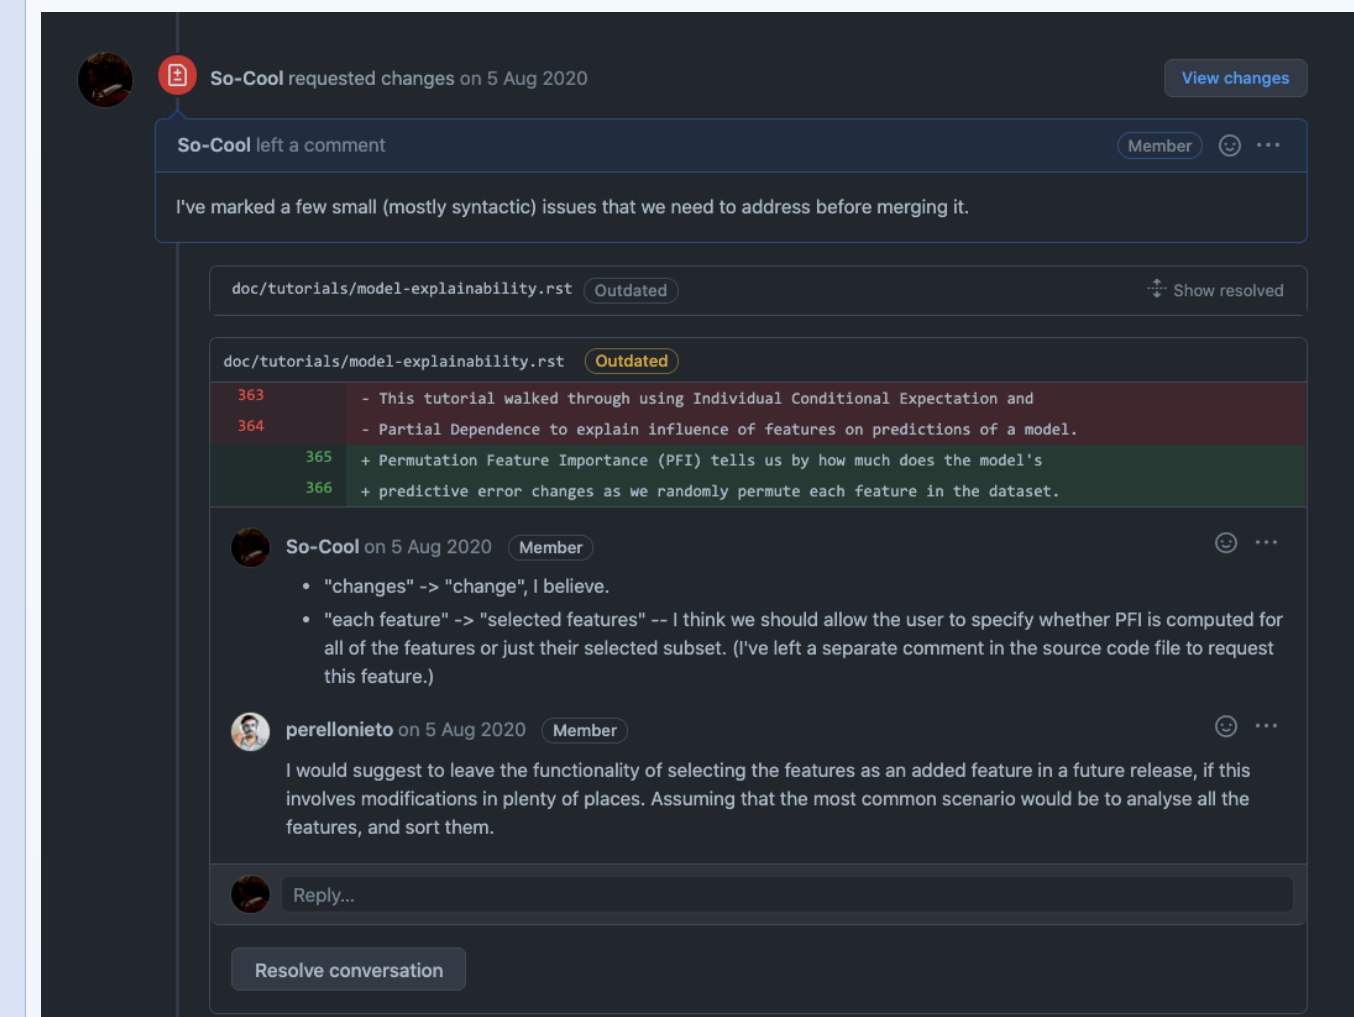 So-Cool requested changes on 5 Aug 2020
View changes
So-Cool left a comment
Member
I've marked a few small (mostly syntactic) issues that we need to address before merging it.
doc/tutorials/model-explainability.rst Outdated
Show resolved
doc/tutorials/model-explainability.rst Outdated
363 - This tutorial walked through using Individual Conditional Expectation and
364 - Partial Dependence to explain influence of features on predictions of a model.
365 + Permutation Feature Importance (PFI) tells us by how much does the model's
366 + predictive error changes as we randomly permute each feature in the dataset.
So-Cool on 5 Aug 2020 Member
• "changes" -> "change", I believe.
• "each feature" -> "selected features" -- I think we should allow the user to specify whether PFI is computed for
all of the features or just their selected subset. (I've left a separate comment in the source code file to request
this feature.)
perellonieto on 5 Aug 2020 Member
I would suggest to leave the functionality of selecting the features as an added feature in a future release, if this
involves modifications in plenty of places. Assuming that the most common scenario would be to analyse all the
features, and sort them.
Reply...
Resolve conversation